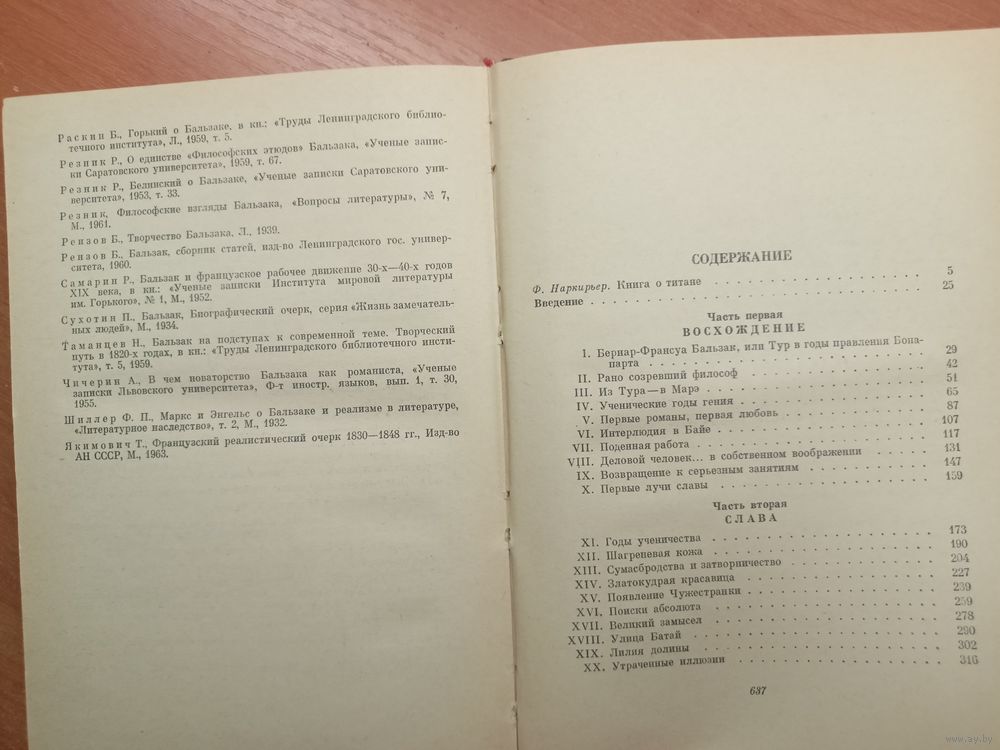 Раскин Б., Горький о Бальзаке, в кн.: «Труды Ленинградского библио-
течного института», Л., 1959, т. 5.
Резник Р., О единстве «Философских этюдов» Бальзака, «Ученые запис-
ки Саратовского университета», 1959, т. 67.
Резник Р., Белинский о Бальзаке, «Ученые записки Саратовского уни-
верситета», 1953, т. 33.
Резник, Философские взгляды Бальзака, «Вопросы литературы», № 7,
М., 1961.
Реизов Б., Творчество Бальзака, Л., 1939.
Реизов Б., Бальзак, сборник статей, изд-во Ленинградского гос. универ-
ситета, 1960.
Самарин Р., Бальзак и французское рабочее движение 30-х—40-х годов
XIX века, в кн.: «Ученые записки Института мировой литературы
им. Горького», № 1, М., 1952.
Сухотин П., Бальзак, Биографический очерк, серия «Жизнь замечатель-
ных людей», М., 1934.
Таманцев Н., Бальзак на подступах к современной теме. Творческий
путь в 1820-х годах, в кн.: «Труды Ленинградского библиотечного инсти-
тута», т. 5, 1959.
Чичерин А., В чем новаторство Бальзака как романиста, «Ученые
записки Львовского университета», Ф-т иностр. языков, вып. 1, т. 30,
1955.
Шиллер Ф. П., Маркс и Энгельс о Бальзаке и реализме в литературе,
«Литературное наследство», т. 2, М., 1932.
Якимович Т., Французский реалистический очерк 1830—1848 гг., Изд-во
АН СССР, М., 1963.
СОДЕРЖАНИЕ
Ф. Наркирьер. Книга о титане . . . 5
Введение . . . 25
Часть первая
ВОСХОЖДЕНИЕ
I. Бернар-Франсуа Бальзак, или Тур в годы правления Бона-
парта . . . 29
II. Рано созревший философ . . . 42
III. Из Тура — в Марэ . . . 51
IV. Ученические годы гения . . . 65
V. Первые романы, первая любовь . . . 87
VI. Интерлюдия в Байе . . . 107
VII. Поденная работа . . . 117
VIII. Деловой человек... в собственном воображении . . . 131
IX. Возвращение к серьезным занятиям . . . 147
X. Первые лучи славы . . . 159
Часть вторая
СЛАВА
XI. Годы ученичества . . . 173
XII. Шагреневая кожа . . . 190
XIII. Сумасбродства и затворничество . . . 204
XIV. Златокудрая красавица . . . 227
XV. Появление Чужестранки . . . 239
XVI. Поиски абсолюта . . . 259
XVII. Великий замысел . . . 278
XVIII. Улица Батай . . . 290
XIX. Лилия долины . . . 302
XX. Утраченные иллюзии . . . 316
637
www.ay.by